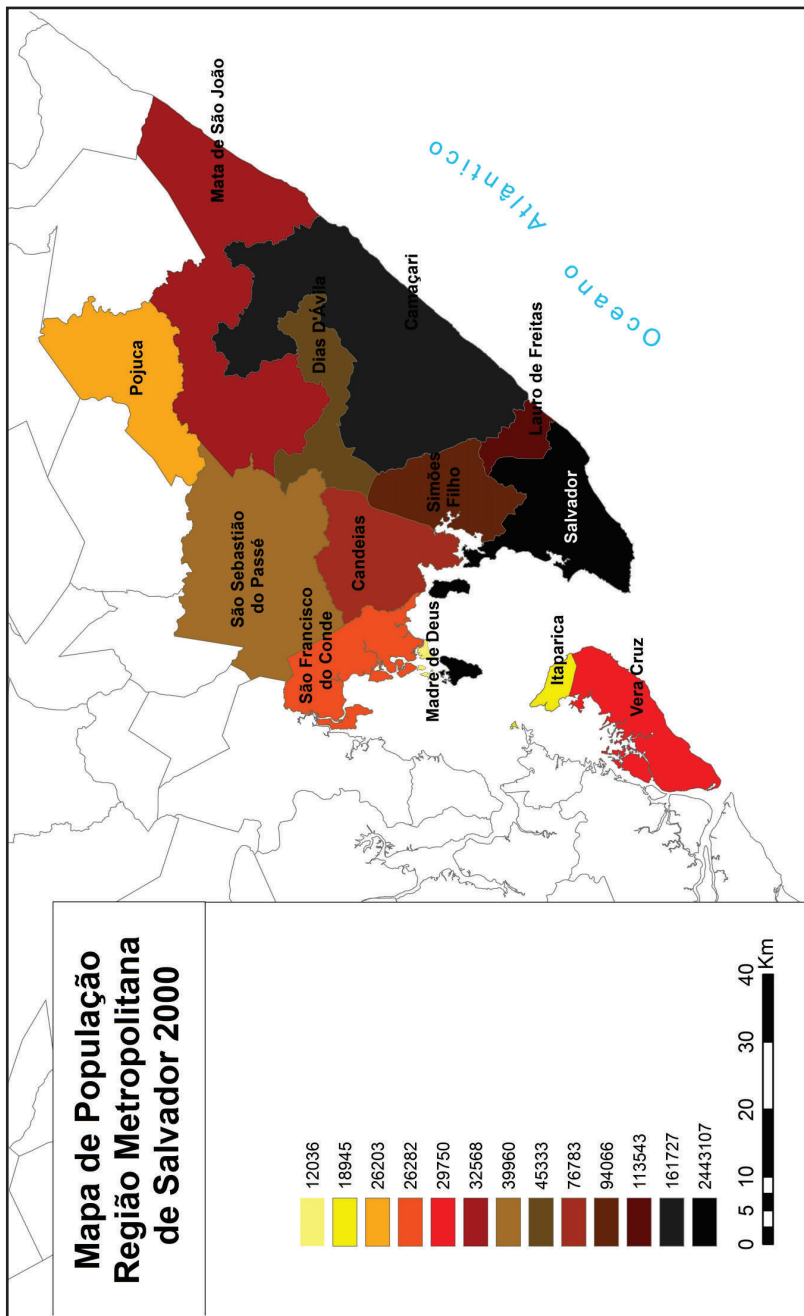 Mapa de População
Região Metropolitana
de Salvador 2000
12036
18945
26203
26282
29750
32568
39960
45333
76783
94066
113543
161727
2443107
0 5 10 20 30 40
Km
Pojuca
Mata de São João
São Sebastião
do Passé
Dias D'Ávila
Camaçari
São Francisco
do Conde
Candeias
Simões
Filho
Lauro de Freitas
Madre de Deus
Salvador
Itaparica
Vera Cruz
Oceano Atlântico